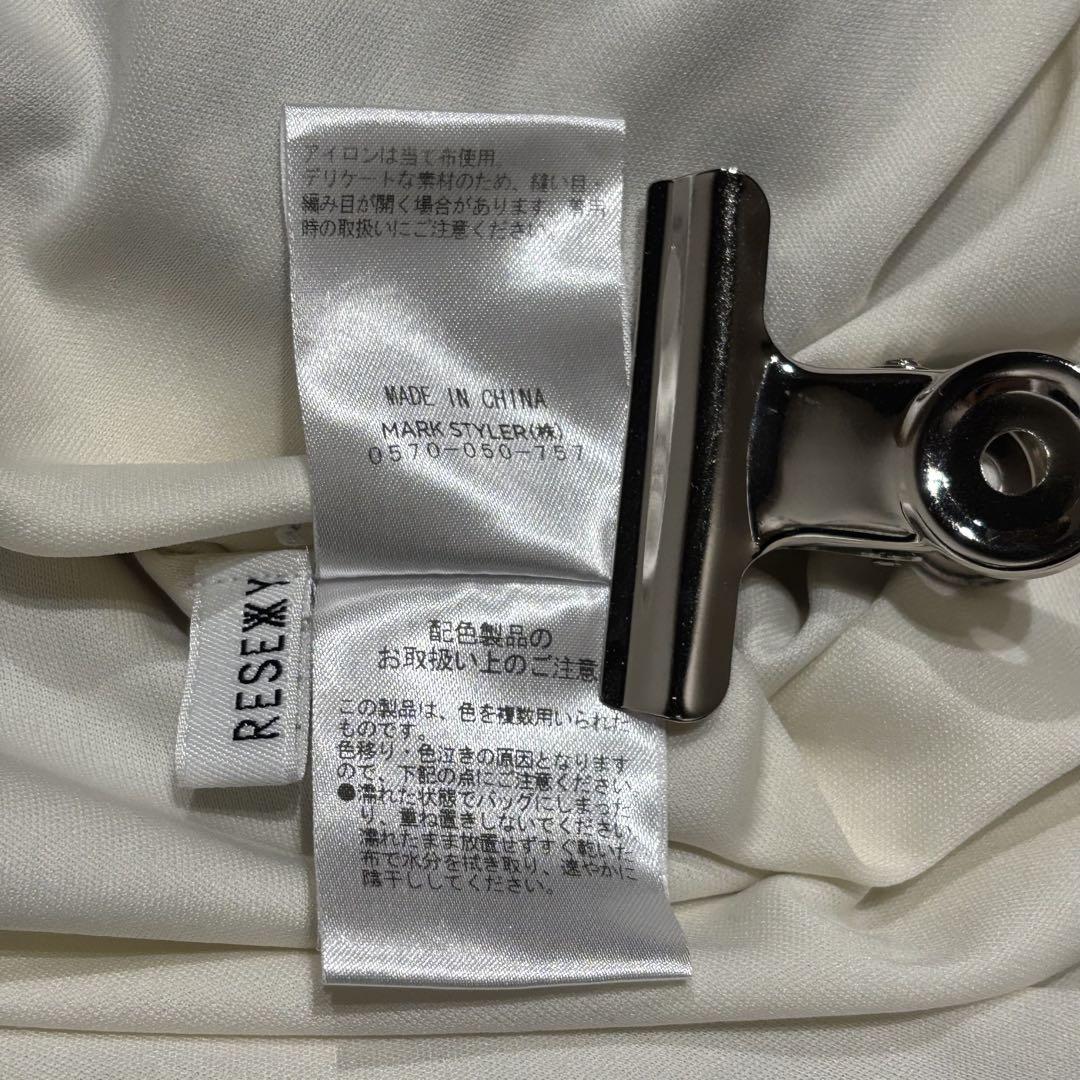 アイロンは当て布使用。
デリケートな素材のため、縫い目
編み目が開く場合があります。着用
時の取扱いにご注意ください。
MADE IN CHINA
MARK STYLER(株)
0570-050-757
RESEXXY
配色製品の
お取扱い上のご注意
この製品は、色を複数用いられた
ものです。
色移り・色泣きの原因となります
ので、下記の点にご注意ください
●濡れた状態でバッグにしまった
り、重ね置きしないでください
濡れたまま放置せずすぐ乾いた
布で水分を拭き取り、速やかに
陰干ししてください。